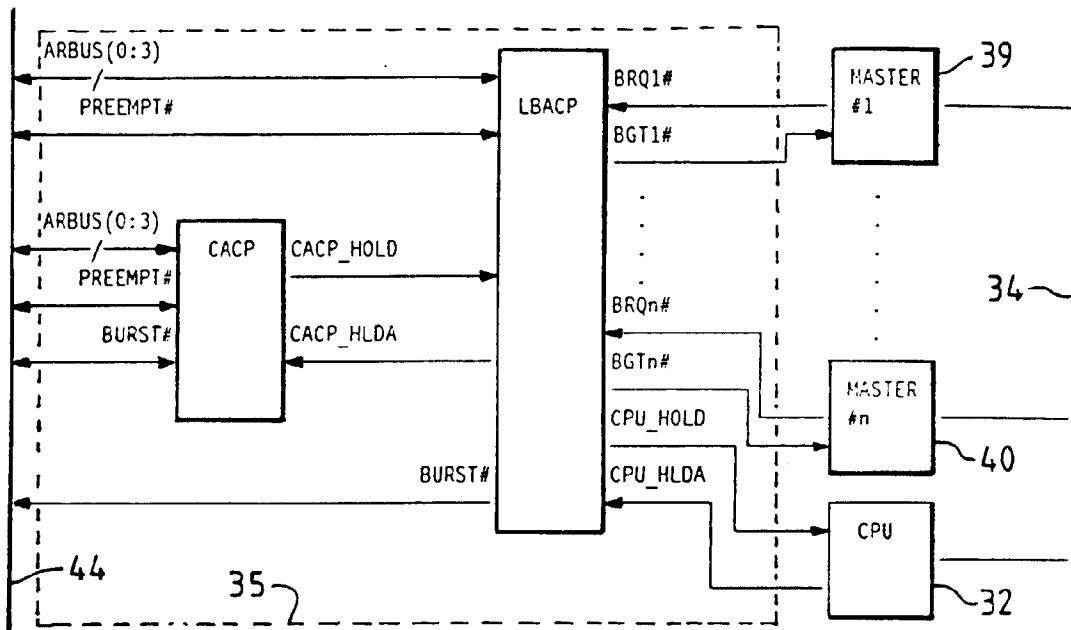 ARBUS(0:3)
PREEMPT#
LBACP
BRQ1#
BGT1#
MASTER
#1
39
ARBUS(0:3)
PREEMPT#
BURST#
CACP
CACP_HOLD
CACP_HLDA
34
BRQn#
BGTn#
MASTER
#n
40
CPU_HOLD
CPU_HLDA
BURST#
CPU
32
44
35